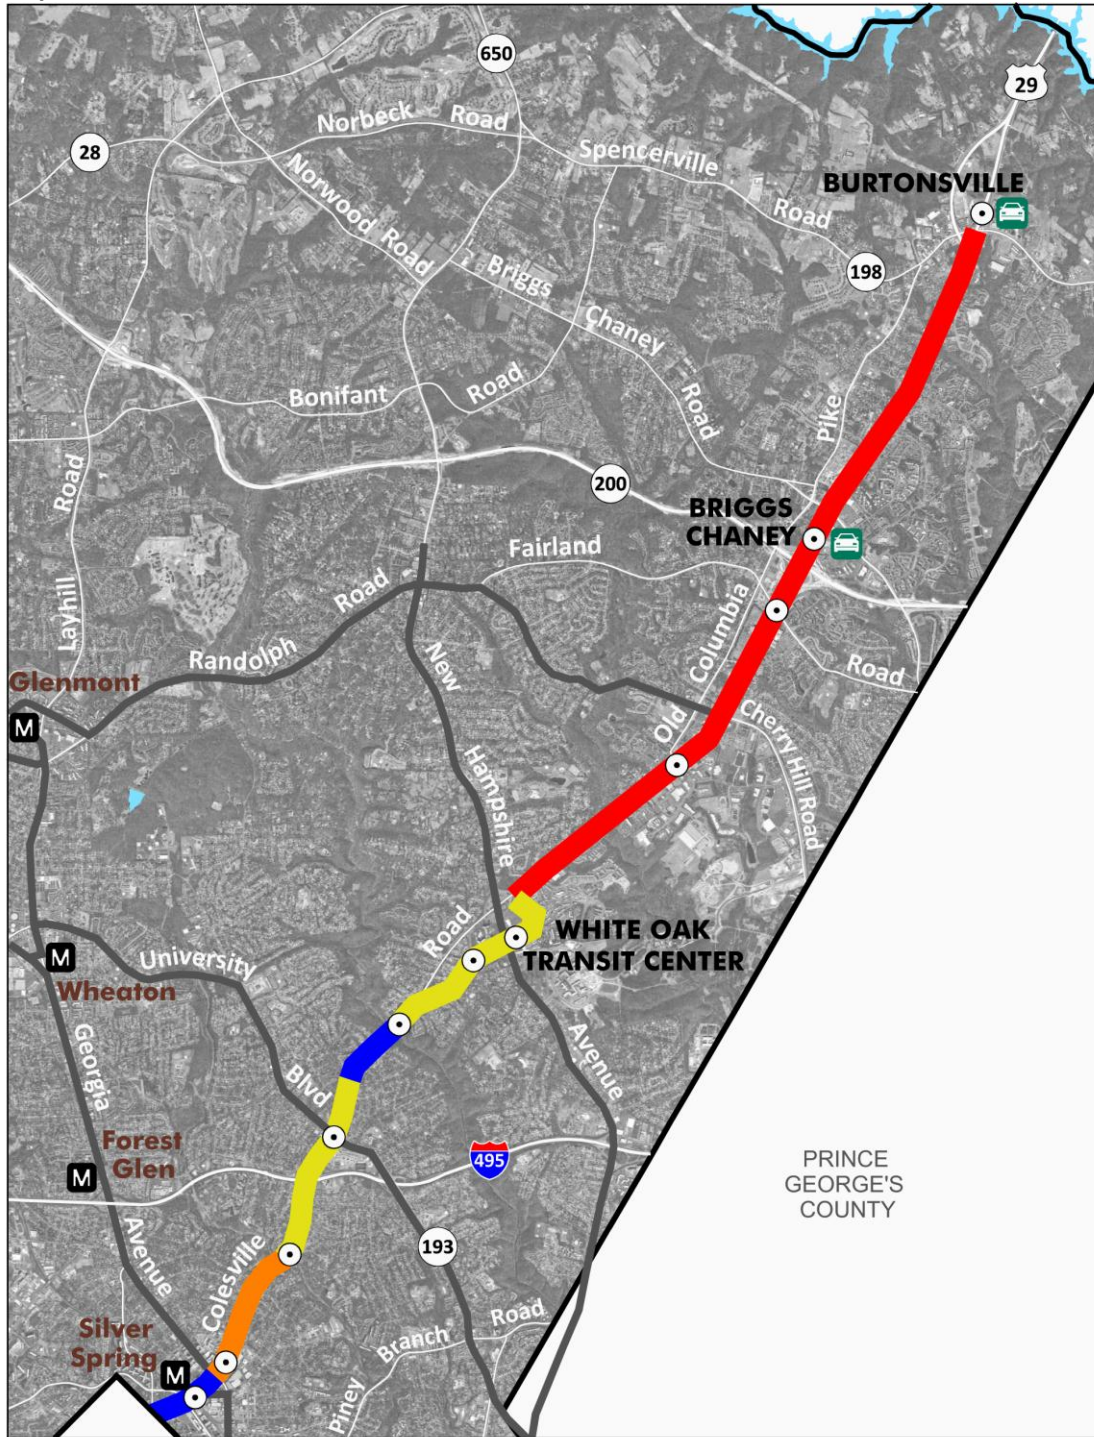 650
29
Norbeck Road
28
Spencerville
Road
BURTONSVILLE
Norwood Road
198
Briggs
Chaney
Road
Bonifant
Road
Pike
Layhill
Road
200
BRIGGS
CHANEY
Fairland
Road
Randolph
Road
Columbia
Old
Glenmont
M
New
Hampshire
Avenue
Cherry Hill Road
WHITE OAK
TRANSIT CENTER
Road
University
Blvd
M
Wheaton
Georgia
Avenue
Forest
Glen
M
495
PRINCE
GEORGE'S
COUNTY
Colesville
193
Silver
Spring
M
Piney
Branch
Road